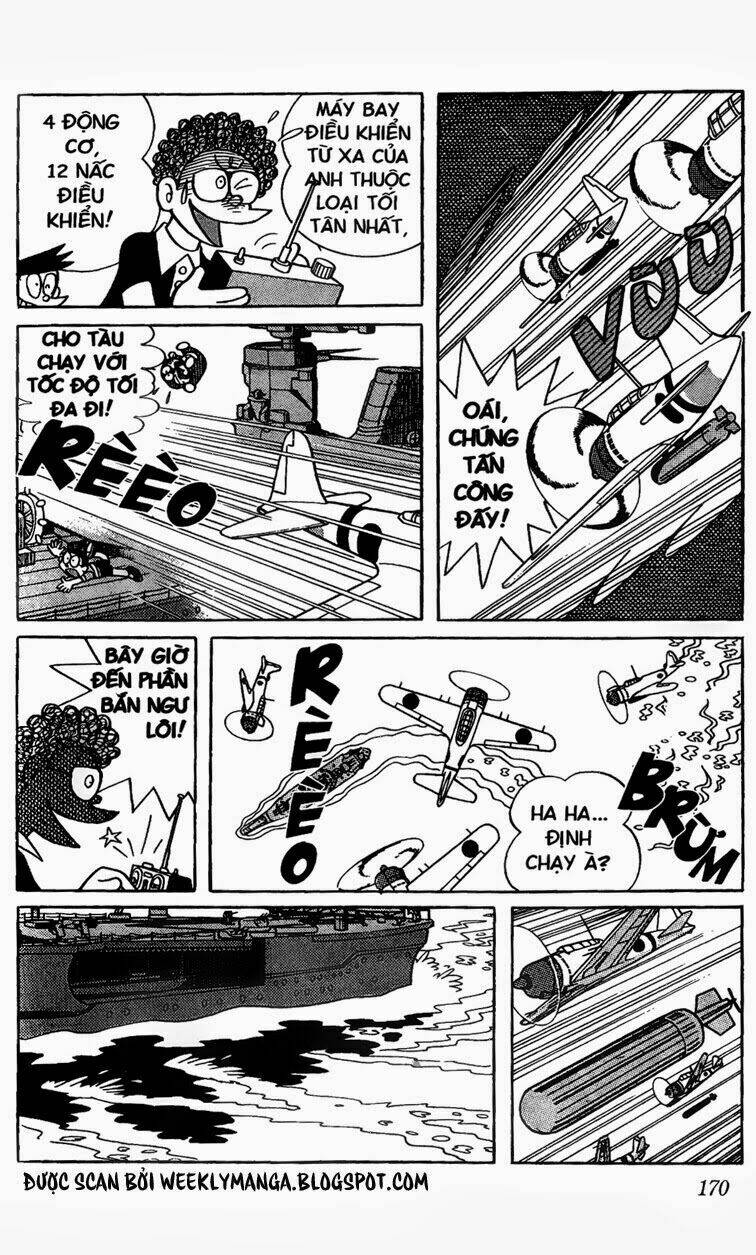 MÁY BAY
ĐIỀU KHIỂN
TỪ XA CỦA
ANH THUỘC
LOẠI TỐI
TÂN NHẤT,
4 ĐỘNG
CƠ,
12 NẤC
ĐIỀU
KHIỂN!
VÙÙ
OÁI,
CHÚNG
TẤN
CÔNG
ĐẤY!
CHO TÀU
CHẠY VỚI
TỐC ĐỘ TỐI
ĐA ĐI!
RÈÈO
BÂY GIỜ
ĐẾN PHẦN
BẮN NGƯ
LÔI!
RÈÈO
BRỪM
HA HA...
ĐỊNH
CHẠY À?
ĐƯỢC SCAN BỞI WEEKLYMANGA.BLOGSPOT.COM
170